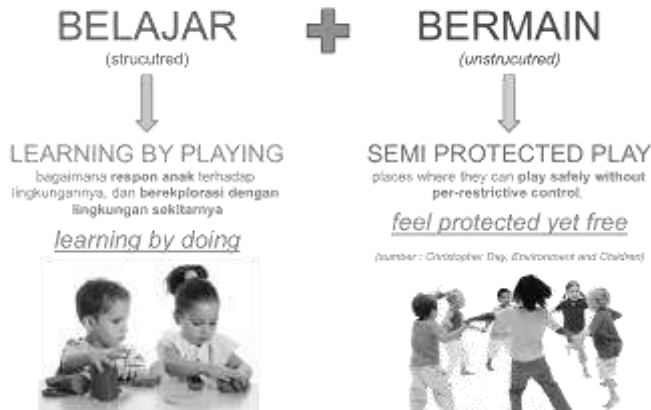 BELAJAR
(strucutred)
LEARNING BY PLAYING
bagaimana respon anak terhadap
lingkungannya, dan berekplorasi dengan
lingkungan sekitarnya
learning by doing
BERMAIN
(unstrucutred)
SEMI PROTECTED PLAY
places where they can play safely without
per-restrictive control.
feel protected yet free
(sumber : Christopher Day, Environment and Children)